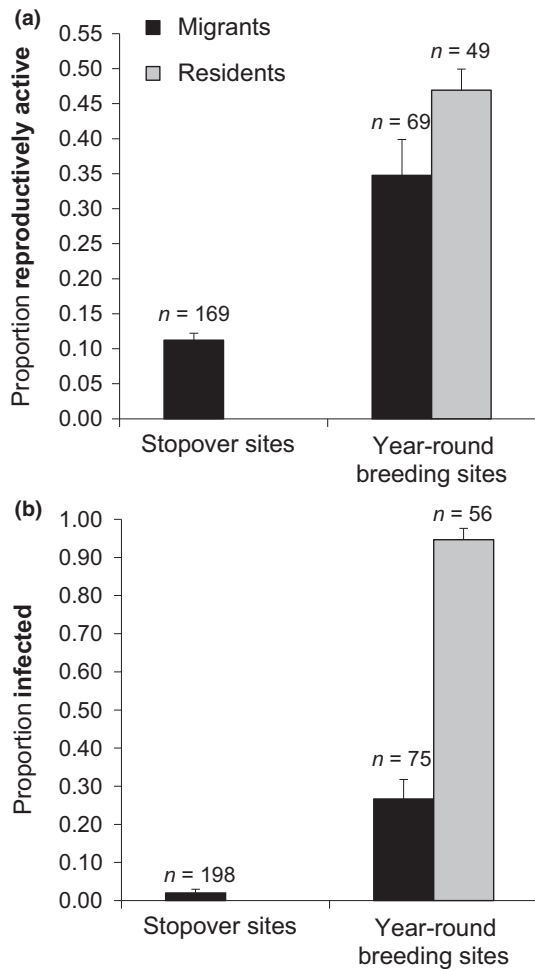 (a)
Proportion reproductively active
0.55
0.50
0.45
0.40
0.35
0.30
0.25
0.20
0.15
0.10
0.05
0.00
Migrants
Residents
n = 169
n = 69
n = 49
Stopover sites
Year-round
breeding sites
(b)
Proportion infected
1.00
0.90
0.80
0.70
0.60
0.50
0.40
0.30
0.20
0.10
0.00
n = 198
n = 75
n = 56
Stopover sites
Year-round
breeding sites